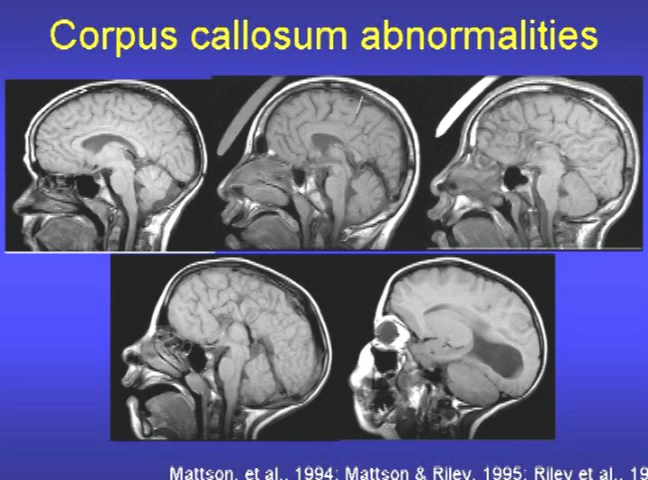 Corpus callosum abnormalities
Mattson, et al., 1994; Mattson & Riley, 1995; Riley et al., 19